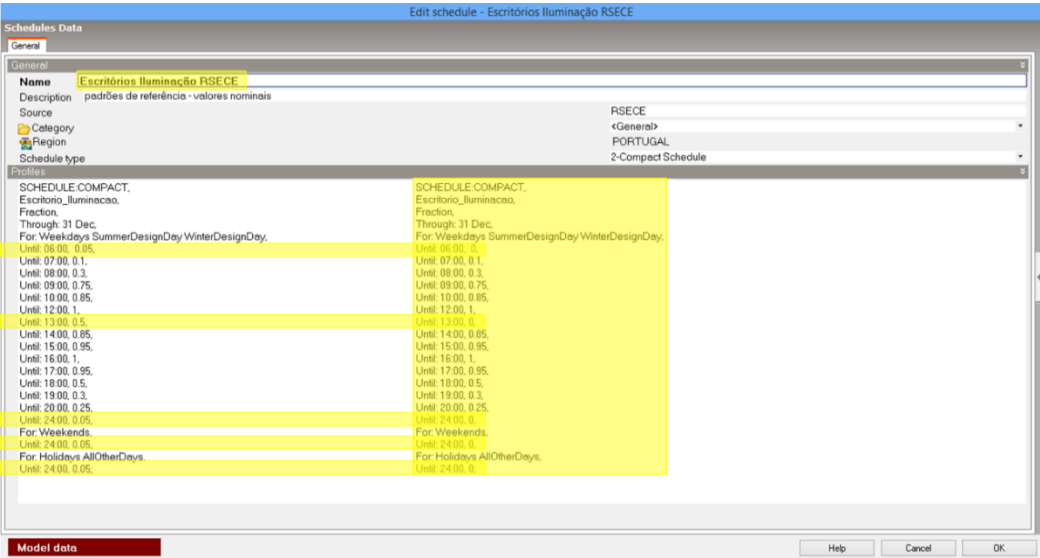 Edit schedule - Escritórios Iluminação RSECE
Schedules Data
General
General
Name Escritórios Iluminação RSECE
Description padrões de referência - valores nominais
Source RSECE
Category <General>
Region PORTUGAL
Schedule type 2-Compact Schedule
Profiles
SCHEDULE:COMPACT,
Escritorio_Iluminacao,
Fraction,
Through: 31 Dec,
For: Weekdays SummerDesignDay WinterDesignDay,
Until: 06:00, 0.05,
Until: 07:00, 0.1,
Until: 08:00, 0.3,
Until: 09:00, 0.75,
Until: 10:00, 0.85,
Until: 12:00, 1,
Until: 13:00, 0.5,
Until: 14:00, 0.85,
Until: 15:00, 0.95,
Until: 16:00, 1,
Until: 17:00, 0.95,
Until: 18:00, 0.5,
Until: 19:00, 0.3,
Until: 20:00, 0.25,
Until: 24:00, 0.05,
For: Weekends,
Until: 24:00, 0.05,
For: Holidays AllOtherDays,
Until: 24:00, 0.05;
SCHEDULE:COMPACT,
Escritorio_Iluminacao,
Fraction,
Through: 31 Dec,
For: Weekdays SummerDesignDay WinterDesignDay,
Until: 06:00, 0,
Until: 07:00, 0.1,
Until: 08:00, 0.3,
Until: 09:00, 0.75,
Until: 10:00, 0.85,
Until: 12:00, 1,
Until: 13:00, 0,
Until: 14:00, 0.85,
Until: 15:00, 0.95,
Until: 16:00, 1,
Until: 17:00, 0.95,
Until: 18:00, 0.5,
Until: 19:00, 0.3,
Until: 20:00, 0.25,
Until: 24:00, 0,
For: Weekends,
Until: 24:00, 0,
For: Holidays AllOtherDays,
Until: 24:00, 0;
Model data
Help
Cancel
OK